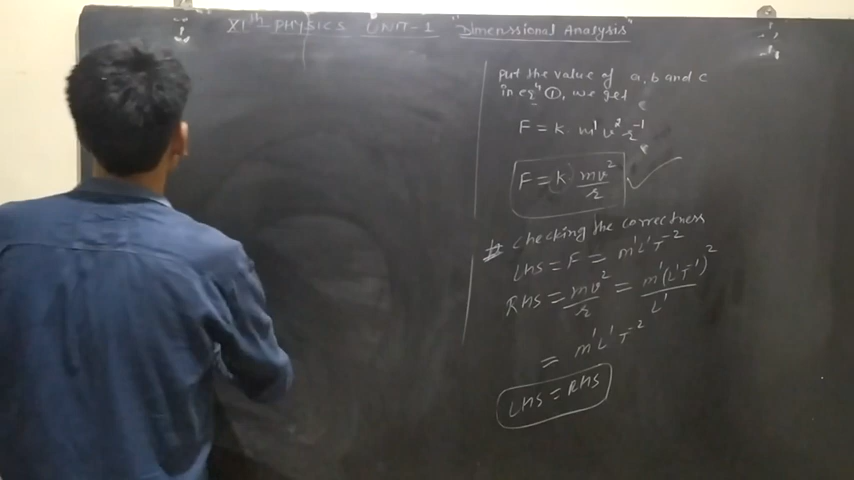 XIth PHYSICS UNIT-1 "Dimenssional Analysis"
Put the value of a, b and c
in eqn ①, we get
F = K m¹ v² r⁻¹
F = K mv²/r ✓
# Checking the correctness
LHS = F = m¹L¹T⁻²
RHS = mv²/r = m¹(L¹T⁻¹)²/L¹
= m¹L¹T⁻²
LHS = RHS